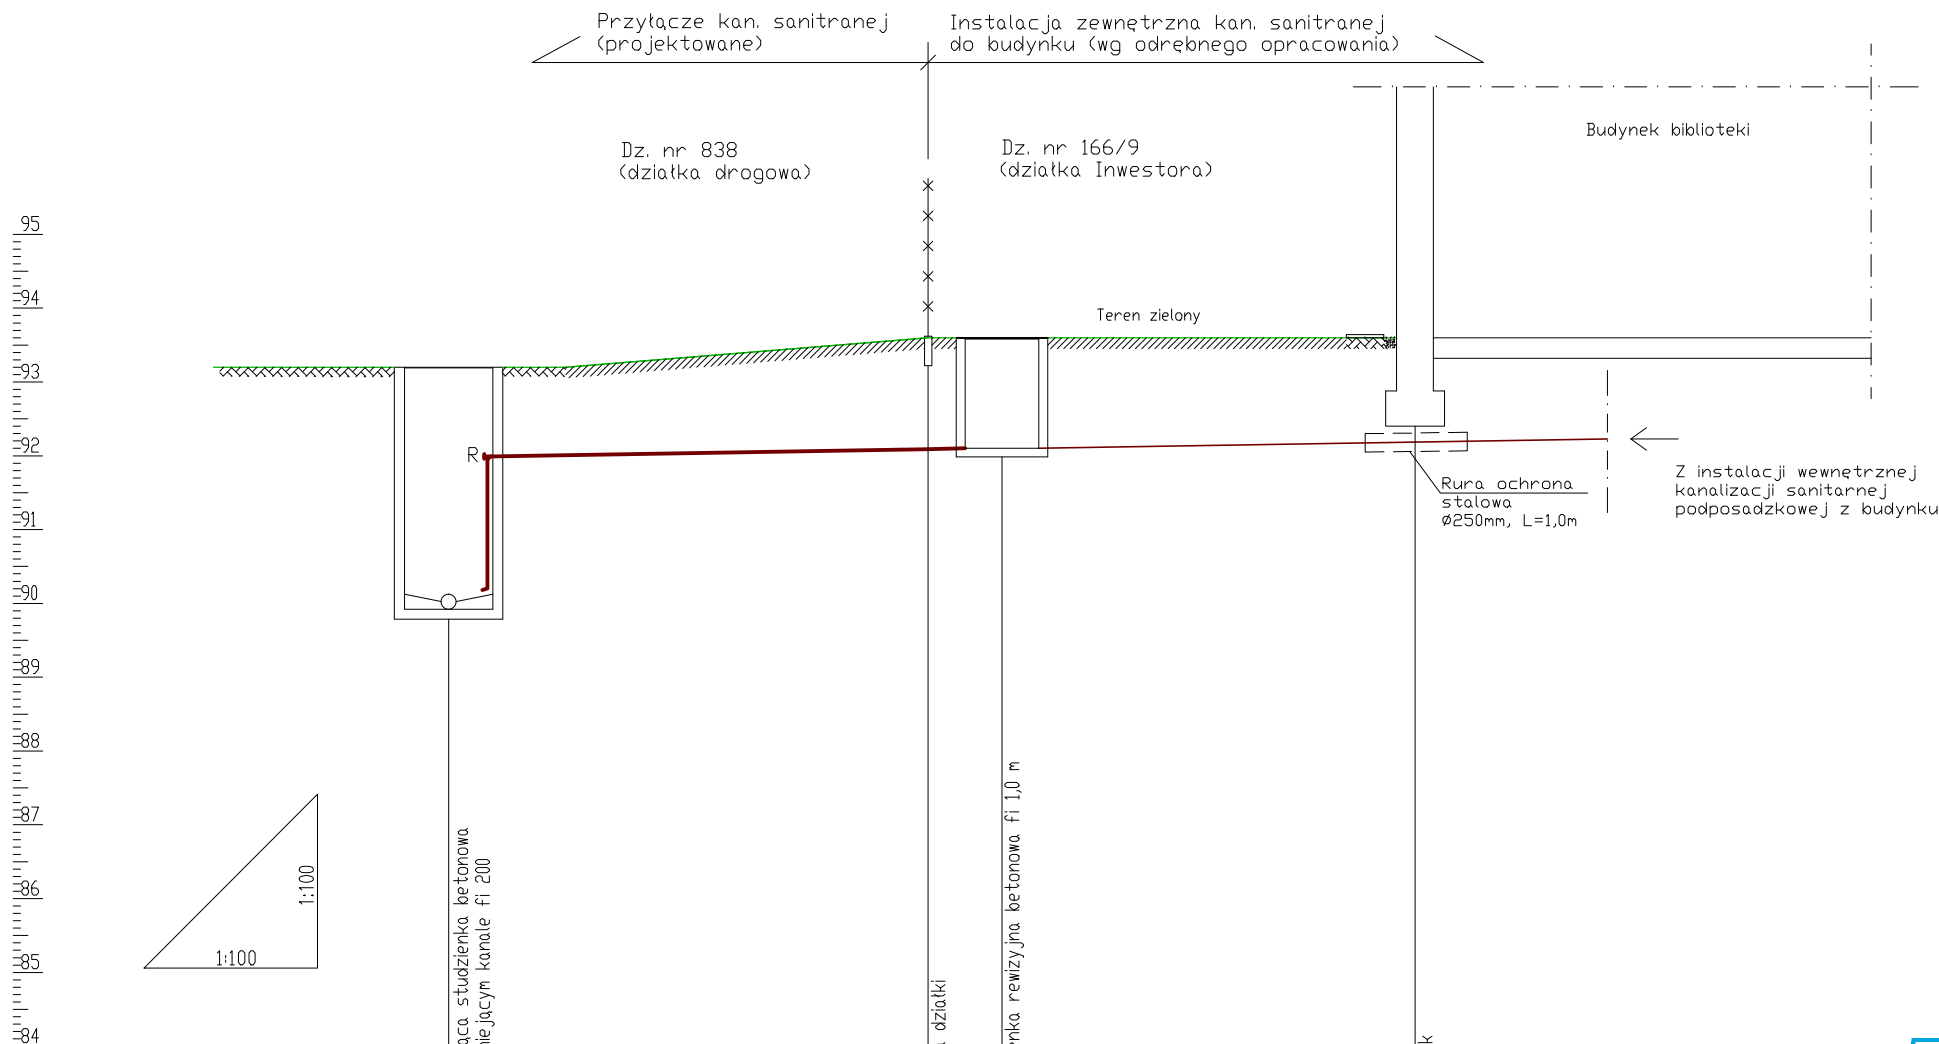 Przyłącze kan. sanitranej
(projektowane)
Instalacja zewnętrzna kan. sanitranej
do budynku (wg odrębnego opracowania)
Budynek biblioteki
Dz. nr 838
(działka drogowa)
Dz. nr 166/9
(działka Inwestora)
95
94
Teren zielony
93
92
R
Z instalacji wewnętrznej
kanalizacji sanitarnej
podposadzkowej z budynku
Rura ochrona
stalowa
Ø250mm, L=1,0m
91
90
89
88
87
86
85
84
1:100
1:100
studzienka betonowa
kanale fi 200
działki
rewizyjna betonowa fi 1,0 m